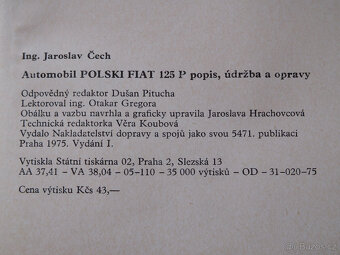 Ing. Jaroslav Čech
Automobil POLSKI FIAT 125 P popis, údržba a opravy
Odpovědný redaktor Dušan Pitucha
Lektoroval ing. Otakar Gregora
Obálku a vazbu navrhla a graficky upravila Jaroslava Hrachovcová
Technická redaktorka Věra Koubová
Vydalo Nakladatelství dopravy a spojů jako svou 5471. publikaci
Praha 1975. Vydání I.
Vytiskla Státní tiskárna 02, Praha 2, Slezská 13
AA 37,41 – VA 38,04 – 05-110 – 35 000 výtisků – OD – 31-020-75
Cena výtisku Kčs 43,—